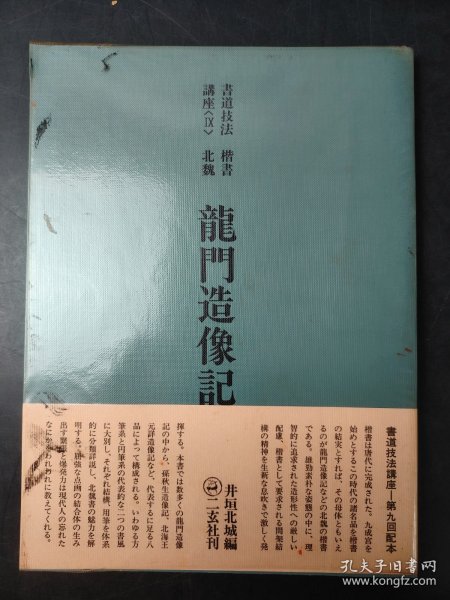 書道技法 楷書
講座〈Ⅸ〉 北魏
龍門造像記
書道技法講座—第九回配本
楷書は唐代に完成された。九成宮を
始めとするこの時代の諸名品を楷書
の結実とすれば、その母体ともいえ
るのが龍門造像記などの北魏の楷書
である。雄勁素朴な姿態の中に、理
智的に追求された造形性への厳しい
配慮、楷書として要求される間架結
構の精神を生新な息吹きで激しく発
揮する。本書では数多くの龍門造像
記の中から、孫秋生造像記、北海王
元詳造像記など、代表するに足る八
品によって構成される。いわゆる方
筆系と円筆系の代表的な二つの書風
に大別し、それぞれ結構、用筆を体系
的に分類詳説し、北魏書の魅力を解
明する。剛強な点画の結合体の生み
出す緊張と爆発力は現代人の忘れた
なにかをわれわれに教えてくれる。
井垣北城編
二玄社刊
孔夫子旧书网
www.kongfz.com